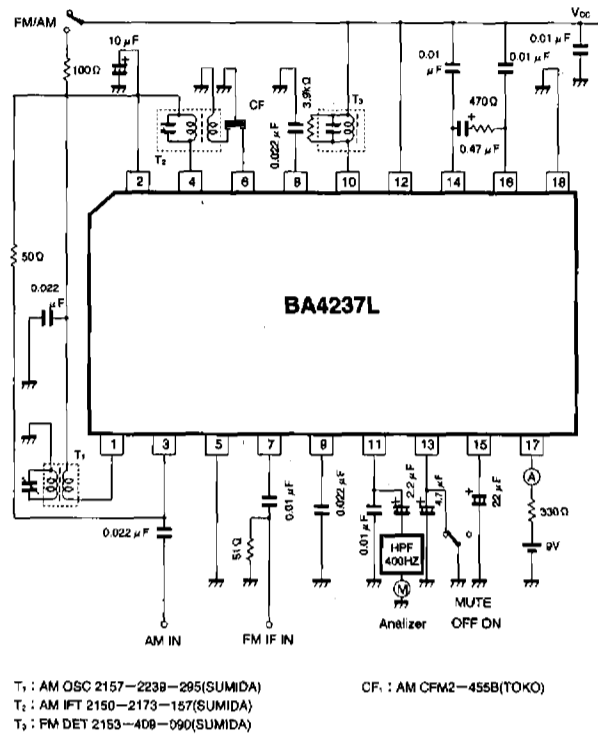 FM/AM
Vcc
10 μF
100Ω
0.01 μF
0.01 μF
0.01 μF
CF
3.9kΩ
T3
470Ω
0.47 μF
0.022 μF
T2
2 4 6 8 10 12 14 16 18
50Ω
0.022 μF
BA4237L
T1
1 3 5 7 9 11 13 15 17
0.022 μF
0.01 μF
51Ω
0.022 μF
0.01 μF
2.2 μF
4.7 μF
22 μF
A
330Ω
9V
HPF
400HZ
M
AM IN
FM IF IN
Analizer
MUTE
OFF ON
T1 : AM OSC 2157-2239-295(SUMIDA)
CF1 : AM CFM2-455B(TOKO)
T2 : AM IFT 2150-2173-157(SUMIDA)
T3 : FM DET 2153-409-090(SUMIDA)